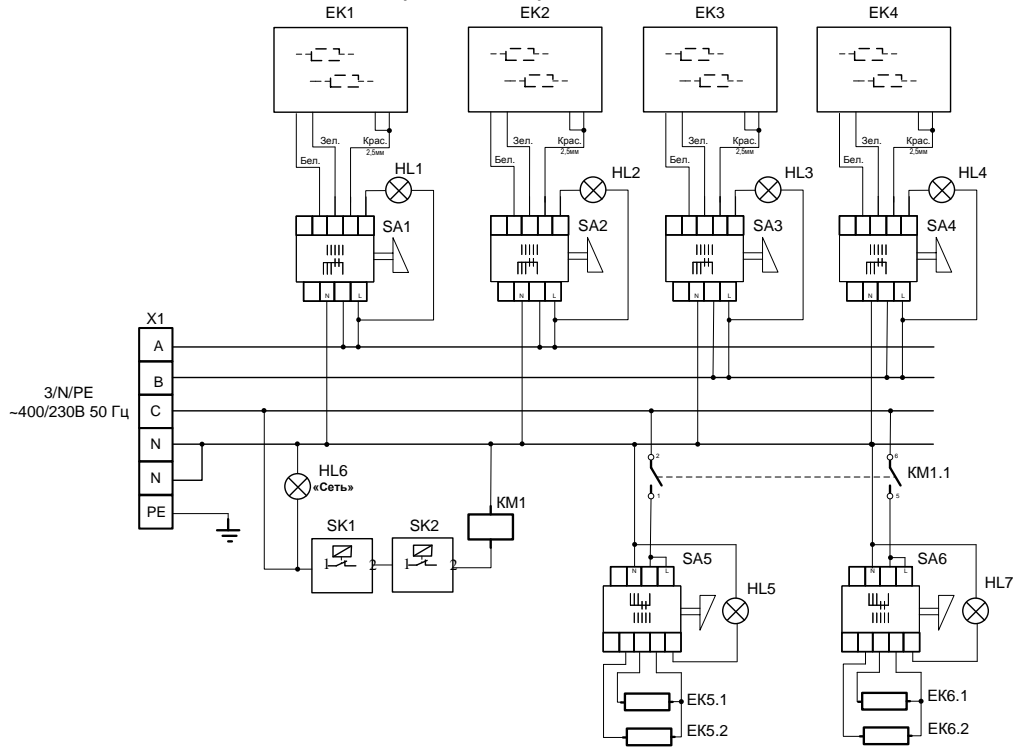 EK1 EK2 EK3 EK4
Бел. Зел. Крас. 2,5мм
Бел. Зел. Крас. 2,5мм
Бел. Зел. Крас. 2,5мм
Бел. Зел. Крас. 2,5мм
HL1 HL2 HL3 HL4
SA1 SA2 SA3 SA4
N L N L N L N L
X1
A
B
C
N
N
PE
3/N/PE
~400/230В 50 Гц
HL6
«Сеть»
KM1
2 1
6 5
KM1.1
SK1 SK2
1 2 1 2
SA5 SA6
N L N L
HL5 HL7
EK5.1 EK6.1
EK5.2 EK6.2